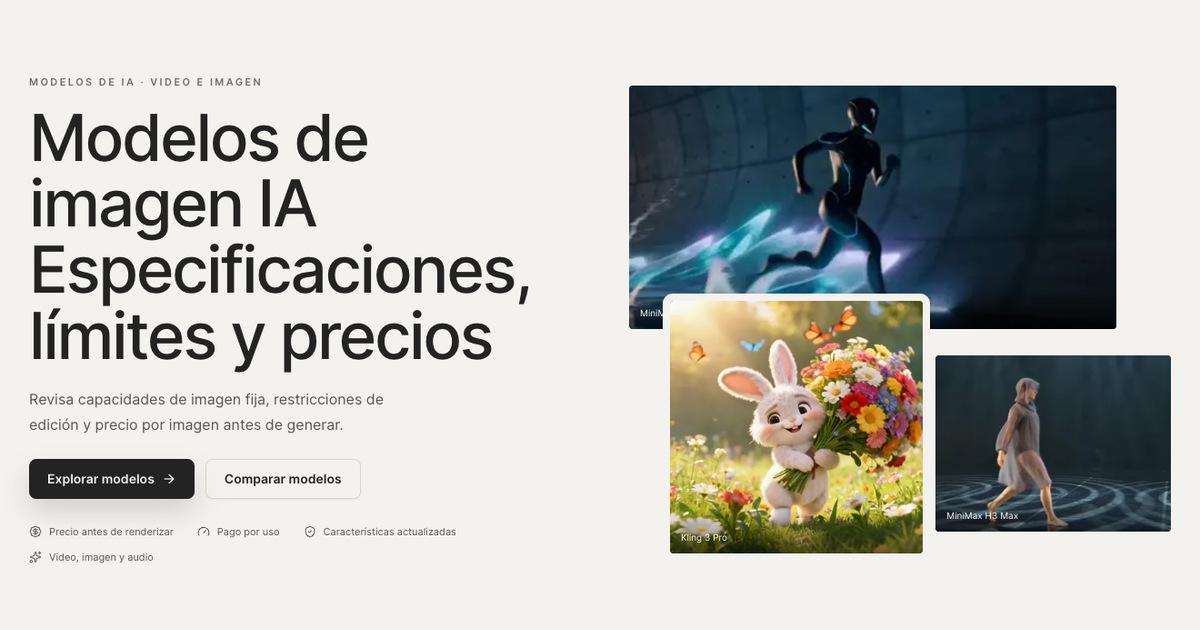 MODELOS DE IA · VIDEO E IMAGEN
Modelos de
imagen IA
Especificaciones,
límites y precios
Revisa capacidades de imagen fija, restricciones de
edición y precio por imagen antes de generar.
Explorar modelos
Comparar modelos
Precio antes de renderizar
Pago por uso
Características actualizadas
Video, imagen y audio
Kling 3 Pro
MiniMax H3 Max